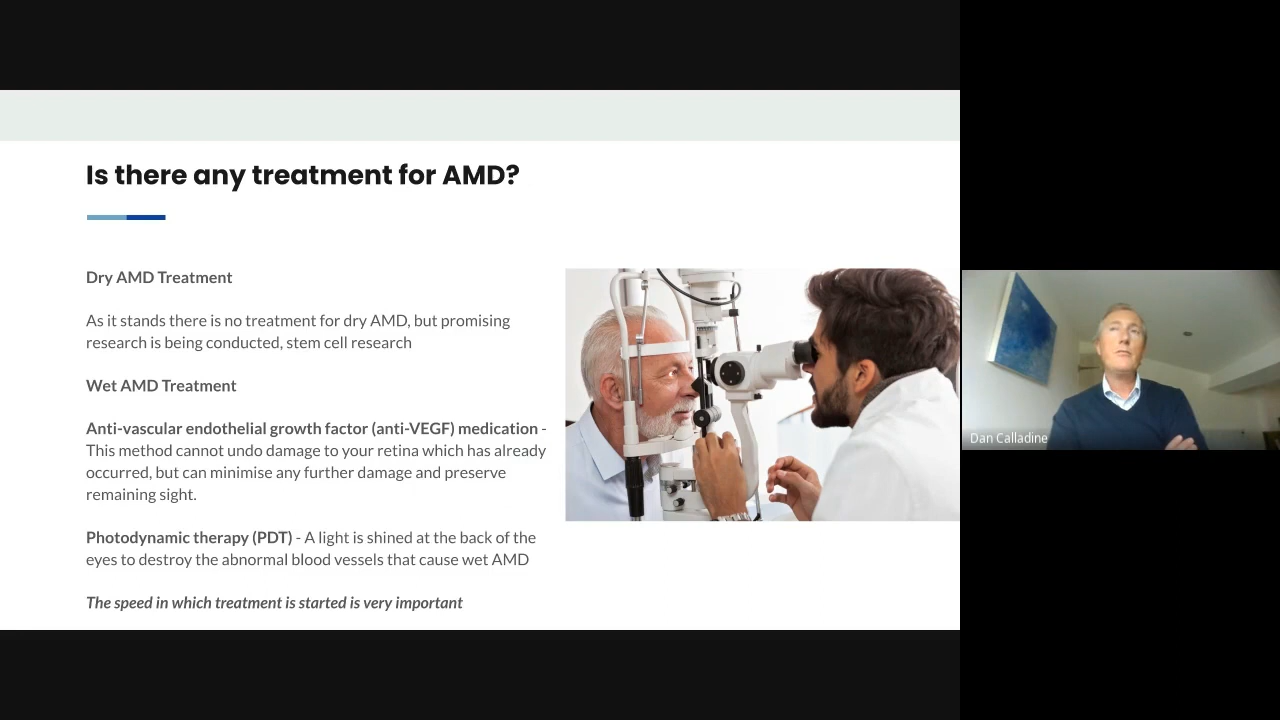 Is there any treatment for AMD?
Dry AMD Treatment
As it stands there is no treatment for dry AMD, but promising
research is being conducted, stem cell research
Wet AMD Treatment
Anti-vascular endothelial growth factor (anti-VEGF) medication -
This method cannot undo damage to your retina which has already
occurred, but can minimise any further damage and preserve
remaining sight.
Photodynamic therapy (PDT) - A light is shined at the back of the
eyes to destroy the abnormal blood vessels that cause wet AMD
The speed in which treatment is started is very important
Dan Calladine